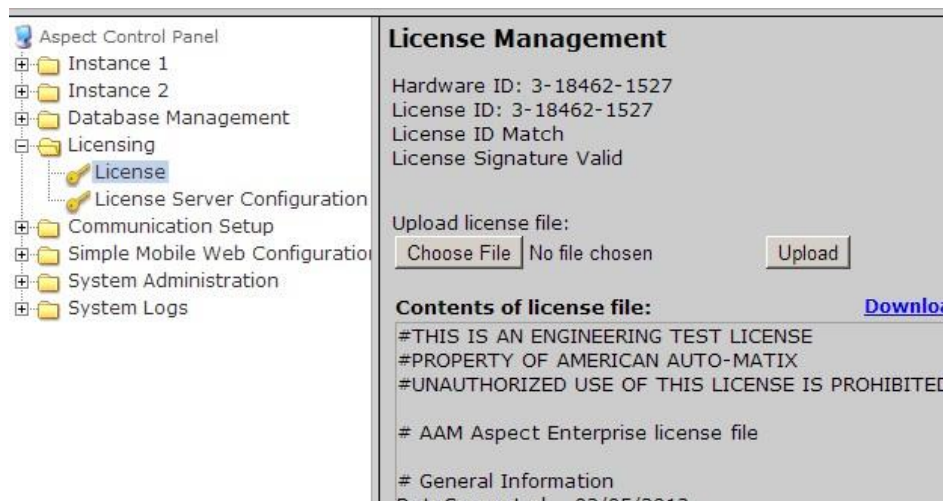 Aspect Control Panel
Instance 1
Instance 2
Database Management
Licensing
License
License Server Configuration
Communication Setup
Simple Mobile Web Configuration
System Administration
System Logs
License Management
Hardware ID: 3-18462-1527
License ID: 3-18462-1527
License ID Match
License Signature Valid
Upload license file:
Choose File No file chosen Upload
Contents of license file: Downloa
#THIS IS AN ENGINEERING TEST LICENSE
#PROPERTY OF AMERICAN AUTO-MATIX
#UNAUTHORIZED USE OF THIS LICENSE IS PROHIBITED
# AAM Aspect Enterprise license file
# General Information